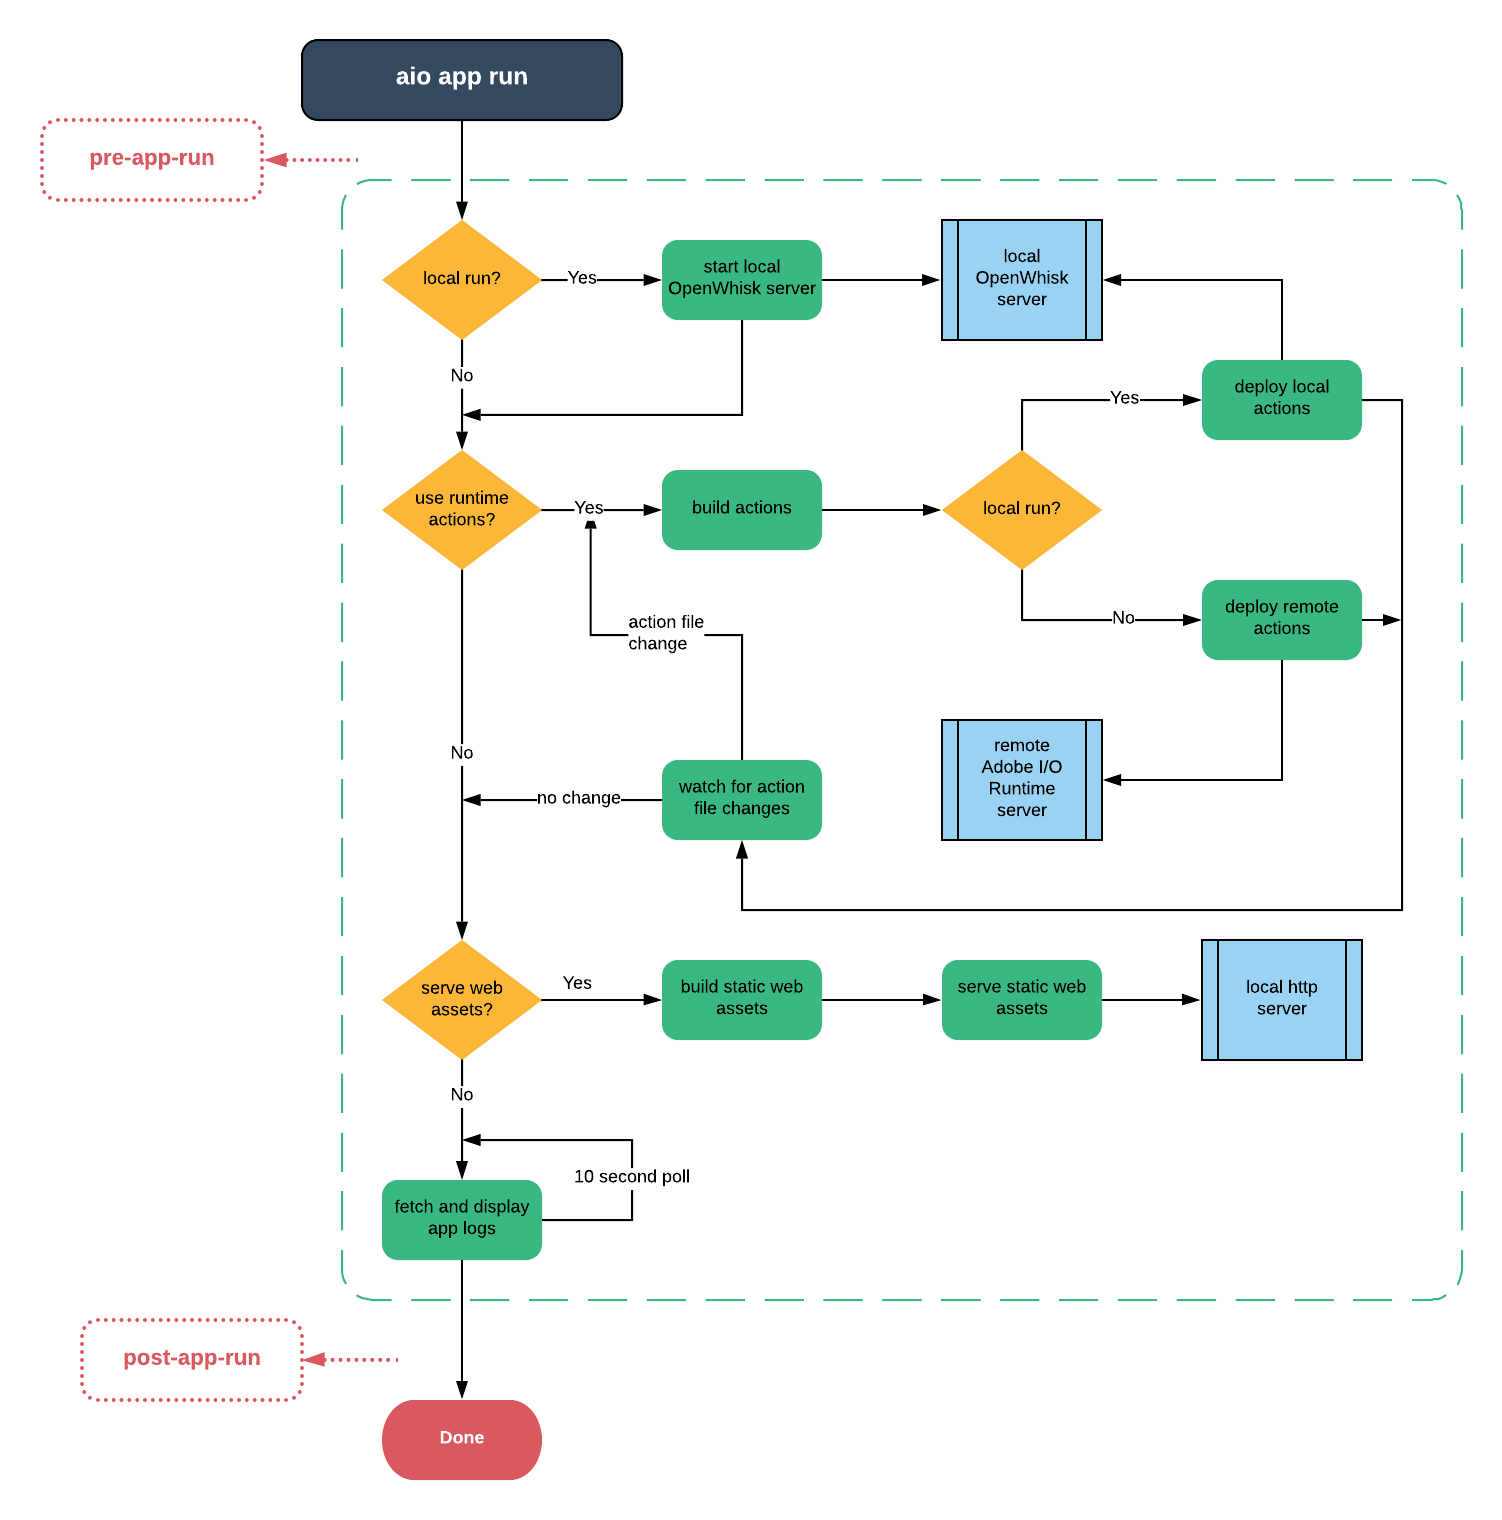 aio app run
pre-app-run
local run?
Yes
start local
OpenWhisk server
local
OpenWhisk
server
No
deploy local
actions
Yes
use runtime
actions?
Yes
build actions
local run?
No
deploy remote
actions
action file
change
No
no change
watch for action
file changes
remote
Adobe I/O
Runtime
server
serve web
assets?
Yes
build static web
assets
serve static web
assets
local http
server
No
10 second poll
fetch and display
app logs
post-app-run
Done